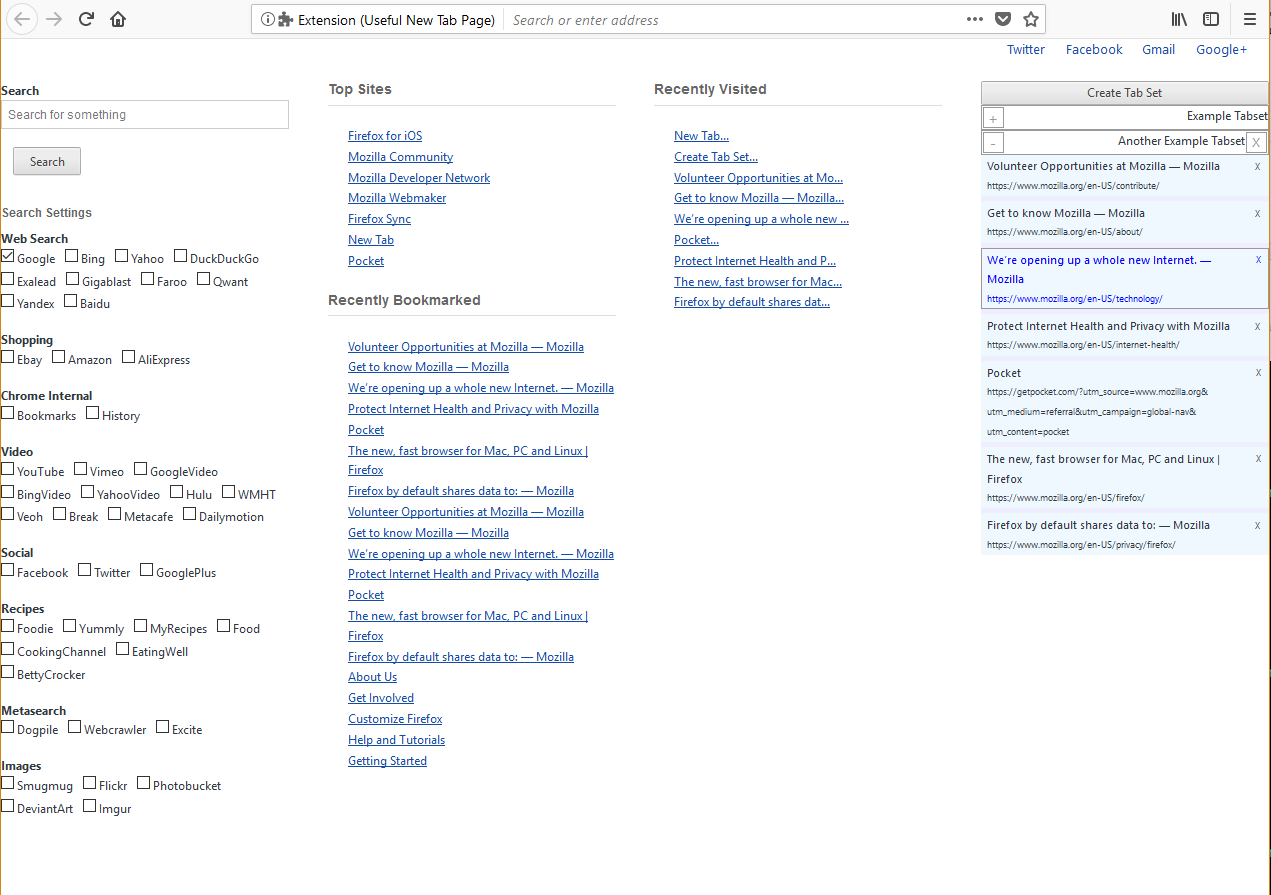 Extension (Useful New Tab Page) Search or enter address
Twitter Facebook Gmail Google+
Search
Search for something
Search
Search Settings
Web Search
Google Bing Yahoo DuckDuckGo
Exalead Gigablast Faroo Qwant
Yandex Baidu
Shopping
Ebay Amazon AliExpress
Chrome Internal
Bookmarks History
Video
YouTube Vimeo GoogleVideo
BingVideo YahooVideo Hulu WMHT
Veoh Break Metacafe Dailymotion
Social
Facebook Twitter GooglePlus
Recipes
Foodie Yummly MyRecipes Food
CookingChannel EatingWell
BettyCrocker
Metasearch
Dogpile Webcrawler Excite
Images
Smugmug Flickr Photobucket
DeviantArt Imgur
Top Sites
Firefox for iOS
Mozilla Community
Mozilla Developer Network
Mozilla Webmaker
Firefox Sync
New Tab
Pocket
Recently Bookmarked
Volunteer Opportunities at Mozilla — Mozilla
Get to know Mozilla — Mozilla
We're opening up a whole new Internet. — Mozilla
Protect Internet Health and Privacy with Mozilla
Pocket
The new, fast browser for Mac, PC and Linux |
Firefox
Firefox by default shares data to: — Mozilla
Volunteer Opportunities at Mozilla — Mozilla
Get to know Mozilla — Mozilla
We're opening up a whole new Internet. — Mozilla
Protect Internet Health and Privacy with Mozilla
Pocket
The new, fast browser for Mac, PC and Linux |
Firefox
Firefox by default shares data to: — Mozilla
About Us
Get Involved
Customize Firefox
Help and Tutorials
Getting Started
Recently Visited
New Tab...
Create Tab Set...
Volunteer Opportunities at Mo...
Get to know Mozilla — Mozilla...
We're opening up a whole new ...
Pocket...
Protect Internet Health and P...
The new, fast browser for Mac...
Firefox by default shares dat...
Create Tab Set
+ Example Tabset
- Another Example Tabset X
Volunteer Opportunities at Mozilla — Mozilla X
https://www.mozilla.org/en-US/contribute/
Get to know Mozilla — Mozilla X
https://www.mozilla.org/en-US/about/
We're opening up a whole new Internet. — X
Mozilla
https://www.mozilla.org/en-US/technology/
Protect Internet Health and Privacy with Mozilla X
https://www.mozilla.org/en-US/internet-health/
Pocket X
https://getpocket.com/?utm_source=www.mozilla.org&
utm_medium=referral&utm_campaign=global-nav&
utm_content=pocket
The new, fast browser for Mac, PC and Linux | X
Firefox
https://www.mozilla.org/en-US/firefox/
Firefox by default shares data to: — Mozilla X
https://www.mozilla.org/en-US/privacy/firefox/